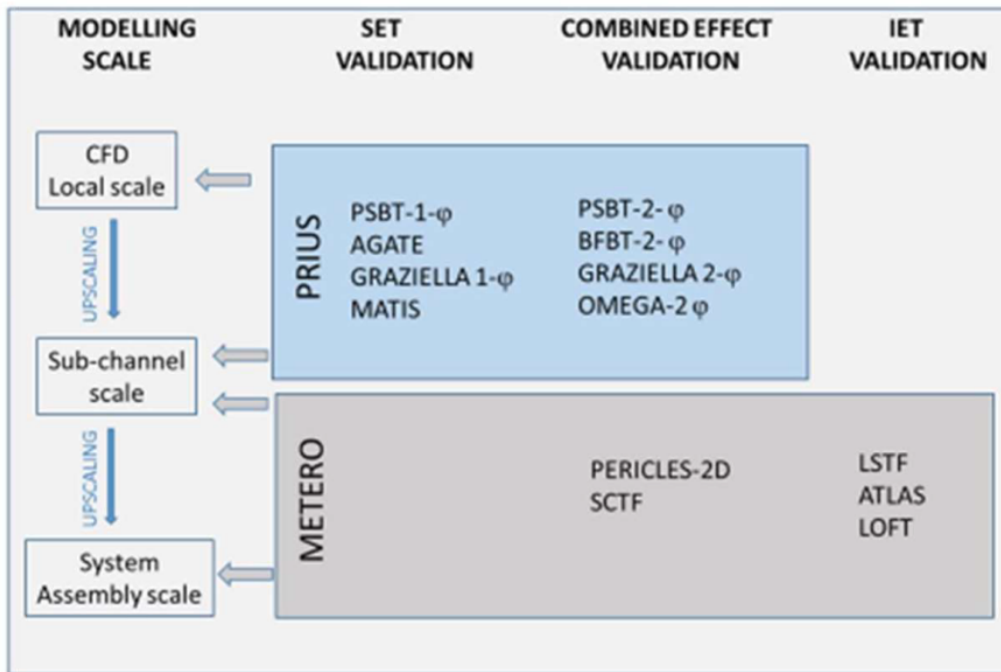 MODELLING SCALE
SET VALIDATION
COMBINED EFFECT VALIDATION
IET VALIDATION
CFD
Local scale
UPSCALING
Sub-channel
scale
UPSCALING
System
Assembly scale
PRIUS
PSBT-1-φ
AGATE
GRAZIELLA 1-φ
MATIS
PSBT-2- φ
BFBT-2- φ
GRAZIELLA 2-φ
OMEGA-2 φ
METERO
PERICLES-2D
SCTF
LSTF
ATLAS
LOFT